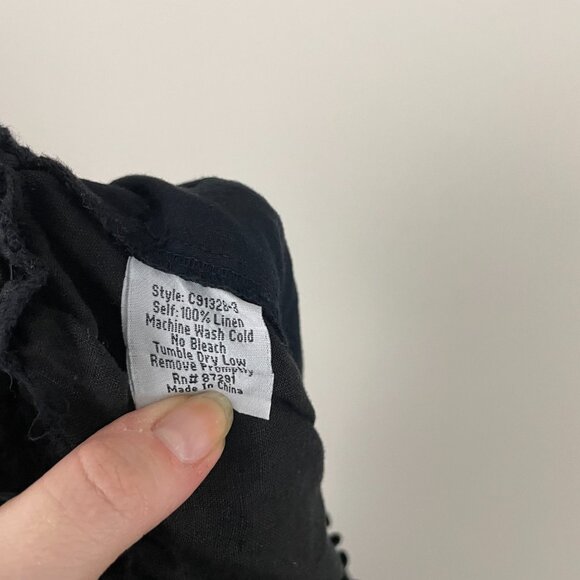 Style: C91328-3
Self: 100% Linen
Machine Wash Cold
No Bleach
Tumble Dry Low
Remove Promptly
Rn# 87291
Made In China